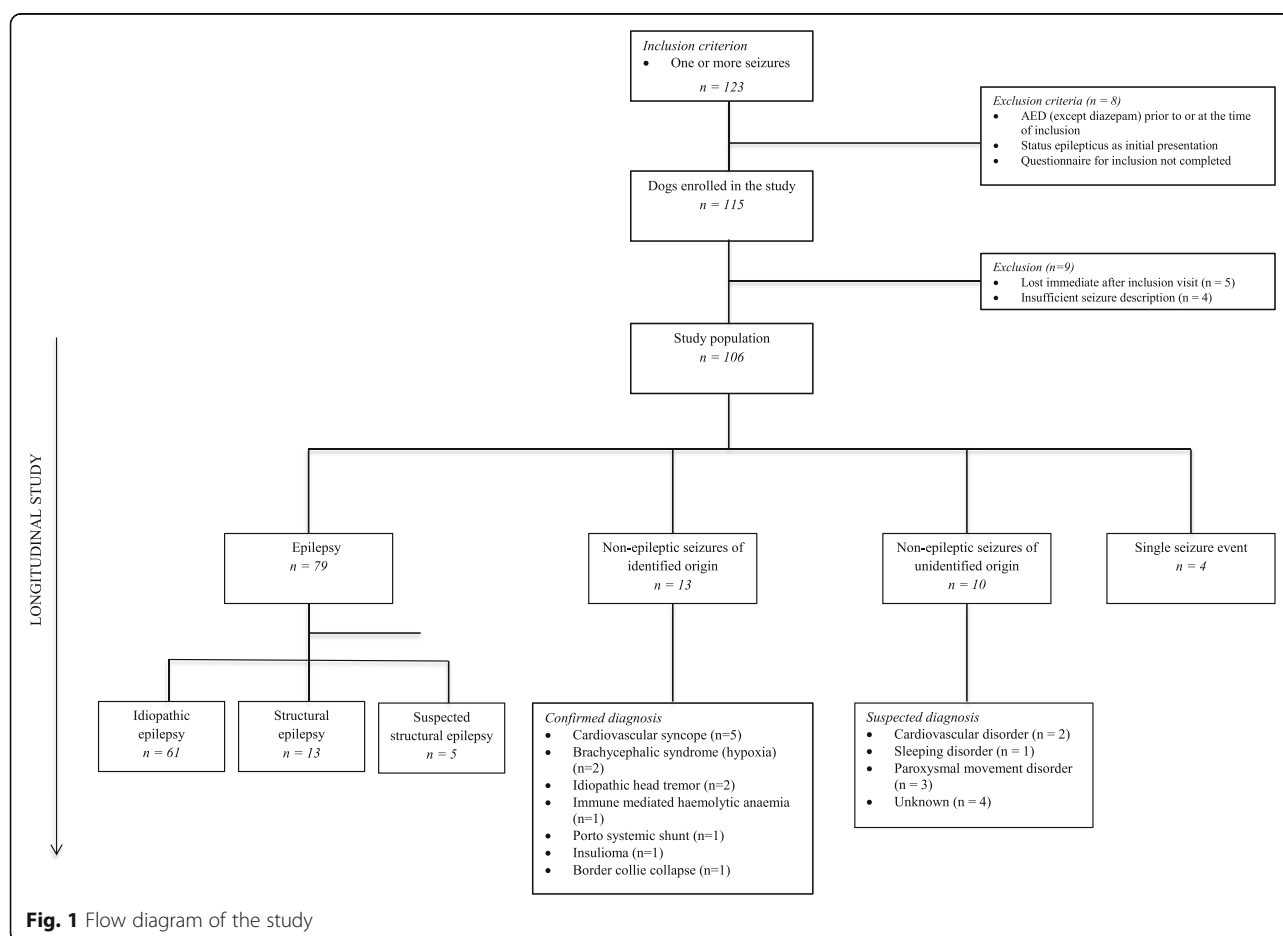 Inclusion criterion
• One or more seizures
n = 123
Exclusion criteria (n = 8)
• AED (except diazepam) prior to or at the time
of inclusion
• Status epilepticus as initial presentation
• Questionnaire for inclusion not completed
Dogs enrolled in the study
n = 115
Exclusion (n=9)
• Lost immediate after inclusion visit (n = 5)
• Insufficient seizure description (n = 4)
Study population
n = 106
LONGITUDINAL STUDY
Epilepsy
n = 79
Non-epileptic seizures of
identified origin
n = 13
Non-epileptic seizures of
unidentified origin
n = 10
Single seizure event
n = 4
Idiopathic
epilepsy
n = 61
Structural
epilepsy
n = 13
Suspected
structural epilepsy
n = 5
Confirmed diagnosis
• Cardiovascular syncope (n=5)
• Brachycephalic syndrome (hypoxia)
(n=2)
• Idiopathic head tremor (n=2)
• Immune mediated haemolytic anaemia
(n=1)
• Porto systemic shunt (n=1)
• Insulioma (n=1)
• Border collie collapse (n=1)
Suspected diagnosis
• Cardiovascular disorder (n = 2)
• Sleeping disorder (n = 1)
• Paroxysmal movement disorder
(n = 3)
• Unknown (n = 4)
Fig. 1 Flow diagram of the study